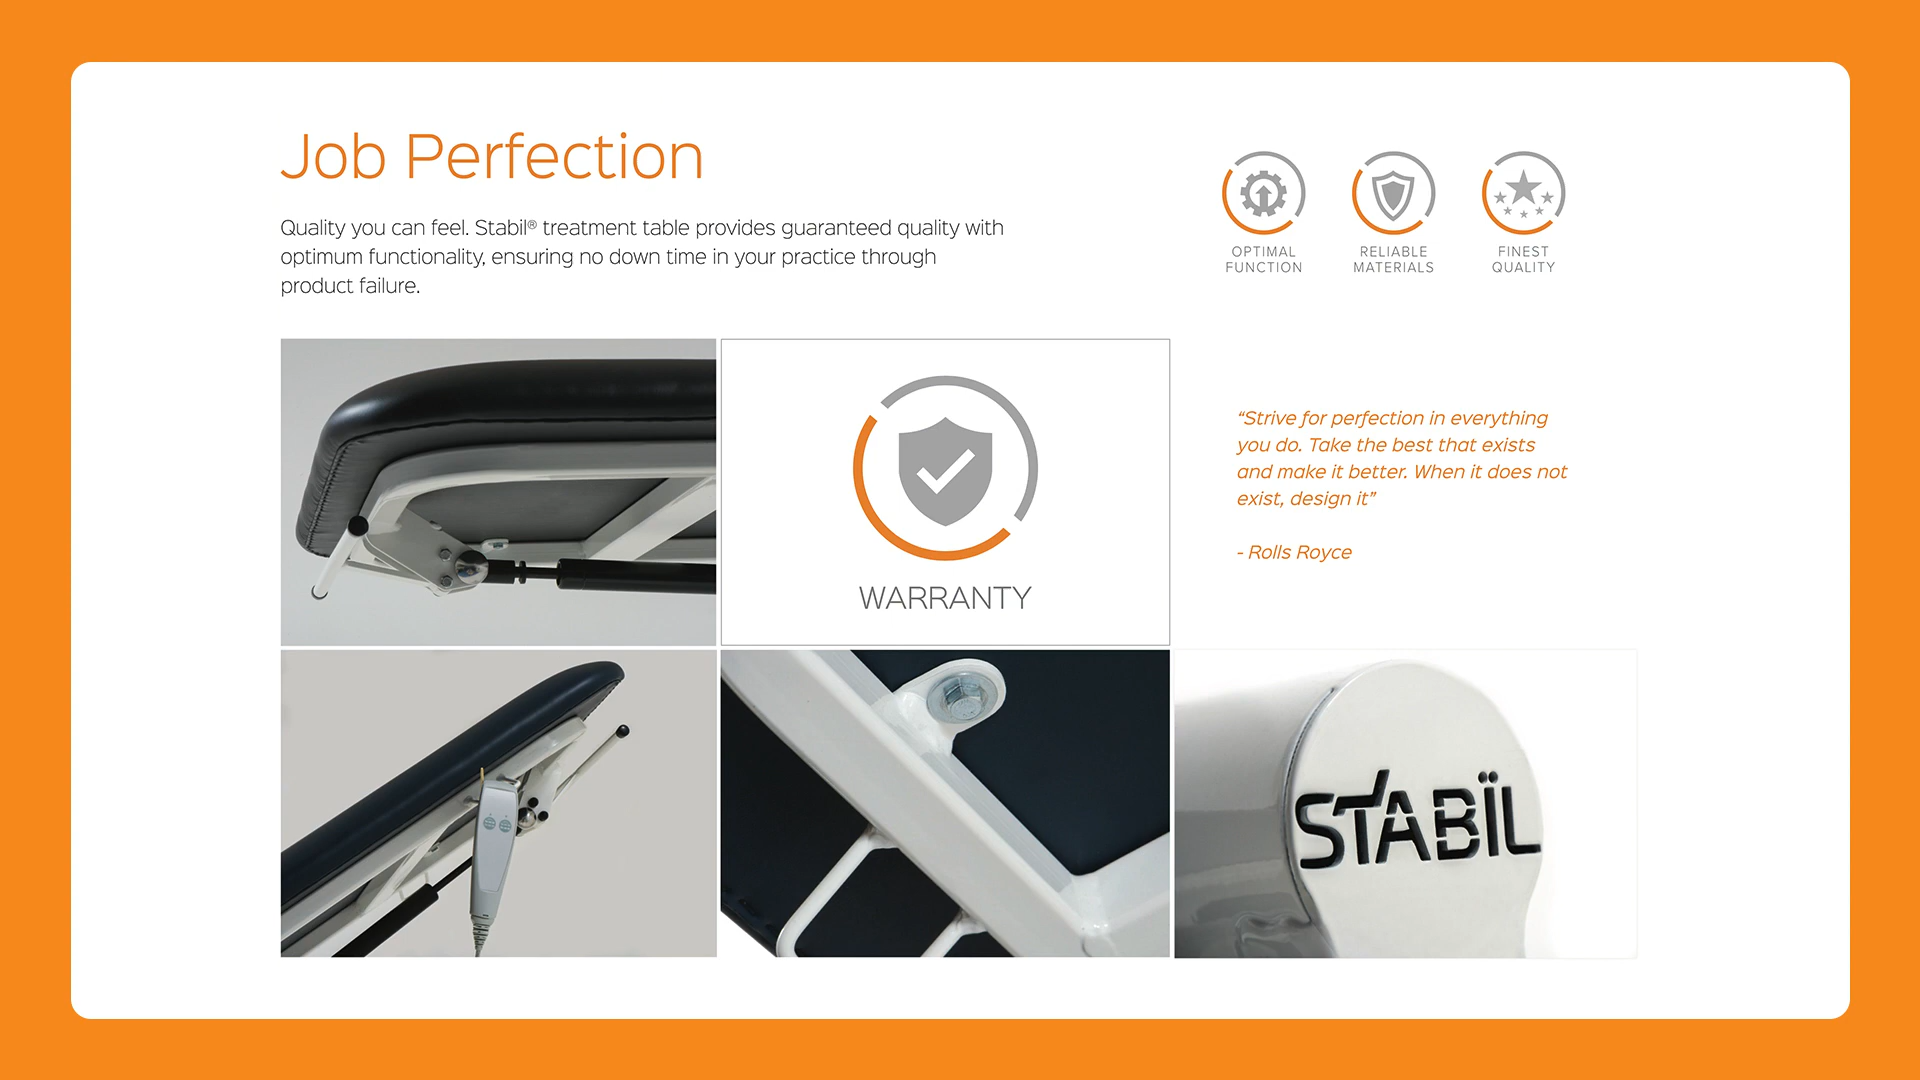 Job Perfection
Quality you can feel. Stabil® treatment table provides guaranteed quality with
optimum functionality, ensuring no down time in your practice through
product failure.
OPTIMAL
FUNCTION
RELIABLE
MATERIALS
FINEST
QUALITY
WARRANTY
“Strive for perfection in everything
you do. Take the best that exists
and make it better. When it does not
exist, design it”
- Rolls Royce
STABÏL